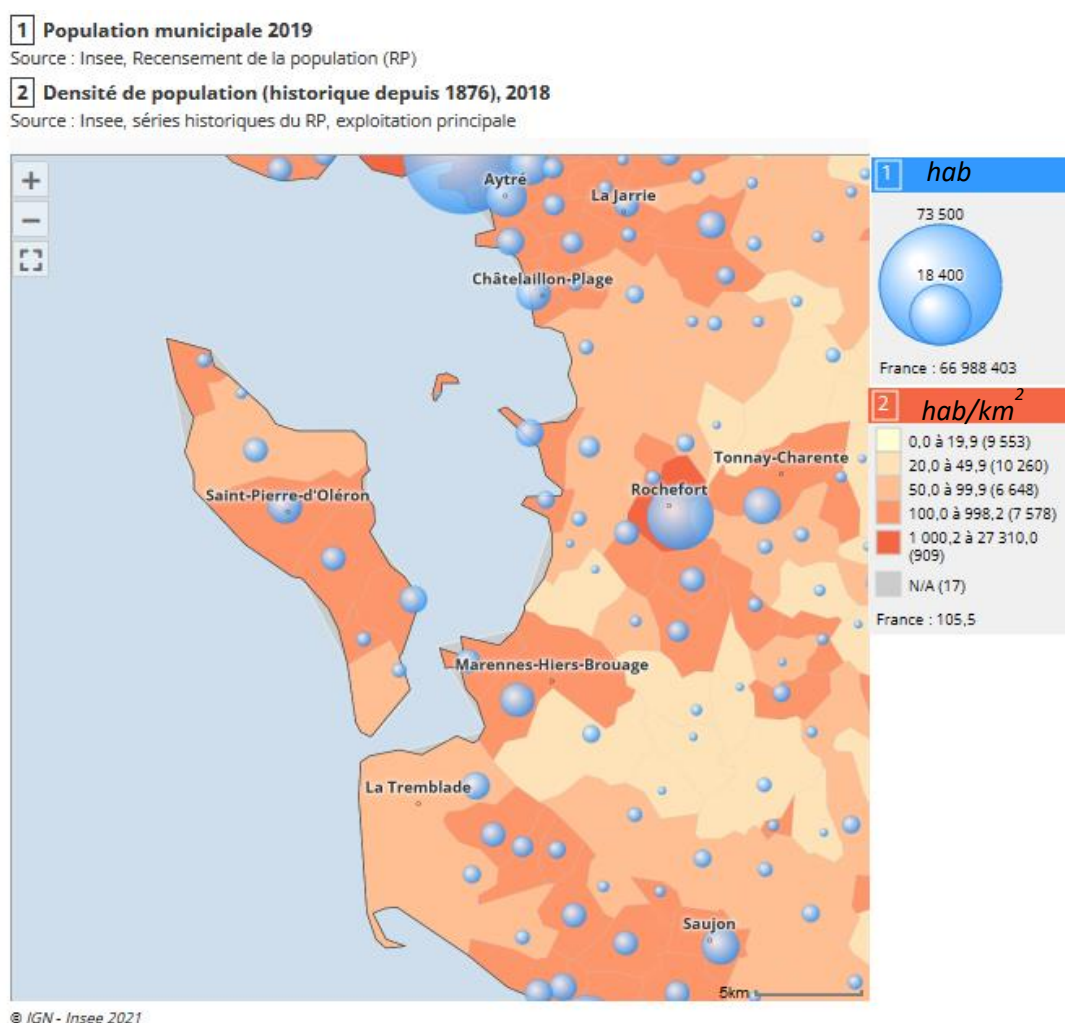 1 Population municipale 2019
Source : Insee, Recensement de la population (RP)
2 Densité de population (historique depuis 1876), 2018
Source : Insee, séries historiques du RP, exploitation principale
+
−
1 hab
73 500
18 400
France : 66 988 403
2 hab/km²
0,0 à 19,9 (9 553)
20,0 à 49,9 (10 260)
50,0 à 99,9 (6 648)
100,0 à 998,2 (7 578)
1 000,2 à 27 310,0
(909)
N/A (17)
France : 105,5
Aytré
La Jarrie
Châtelaillon-Plage
Tonnay-Charente
Rochefort
Saint-Pierre-d'Oléron
Marennes-Hiers-Brouage
La Tremblade
Saujon
5km
© IGN - Insee 2021